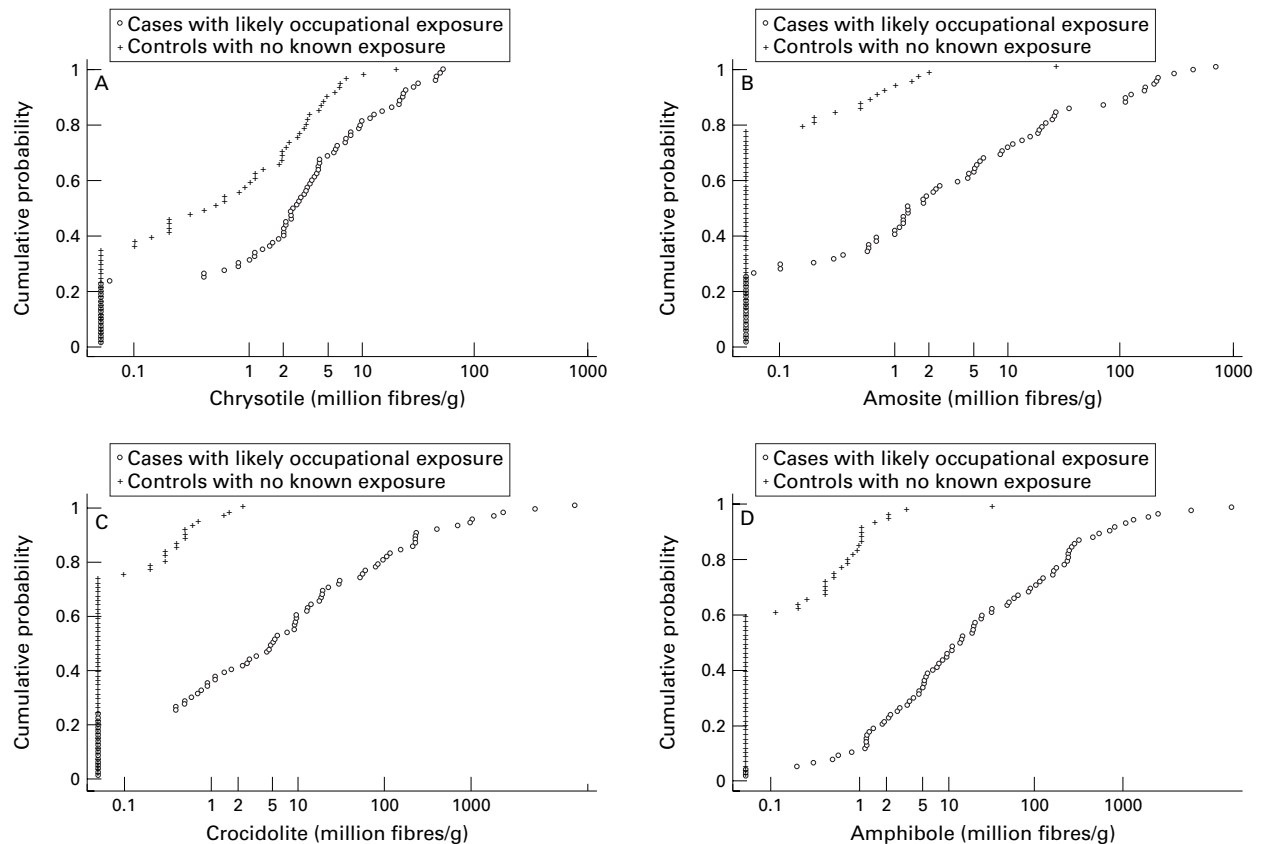 Cases with likely occupational exposure
Controls with no known exposure
A
1
0.8
0.6
0.4
0.2
0
Cumulative probability
0.1 1 2 5 10 100 1000
Chrysotile (million fibres/g)
Cases with likely occupational exposure
Controls with no known exposure
B
1
0.8
0.6
0.4
0.2
0
Cumulative probability
0.1 1 2 5 10 100 1000
Amosite (million fibres/g)
Cases with likely occupational exposure
Controls with no known exposure
C
1
0.8
0.6
0.4
0.2
0
Cumulative probability
0.1 1 2 5 10 100 1000
Crocidolite (million fibres/g)
Cases with likely occupational exposure
Controls with no known exposure
D
1
0.8
0.6
0.4
0.2
0
Cumulative probability
0.1 1 2 5 10 100 1000
Amphibole (million fibres/g)